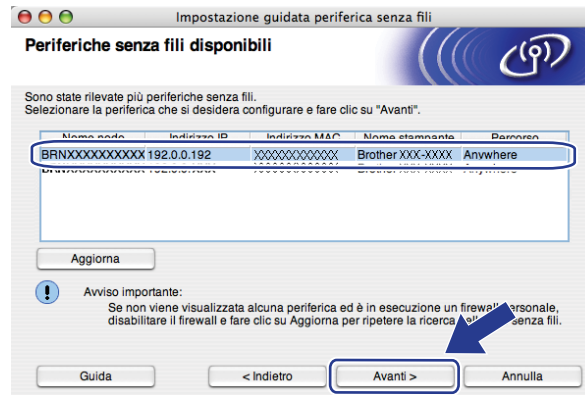 Impostazione guidata periferica senza fili
Periferiche senza fili disponibili
Sono state rilevate più periferiche senza fili.
Selezionare la periferica che si desidera configurare e fare clic su "Avanti".
Nome nodo Indirizzo IP Indirizzo MAC Nome stampante Percorso
BRNXXXXXXXXXX 192.0.0.192 XXXXXXXXXXXX Brother XXX-XXXX Anywhere
Aggiorna
Avviso importante:
Se non viene visualizzata alcuna periferica ed è in esecuzione un firewall personale,
disabilitare il firewall e fare clic su Aggiorna per ripetere la ricerca senza fili.
Guida < Indietro Avanti > Annulla